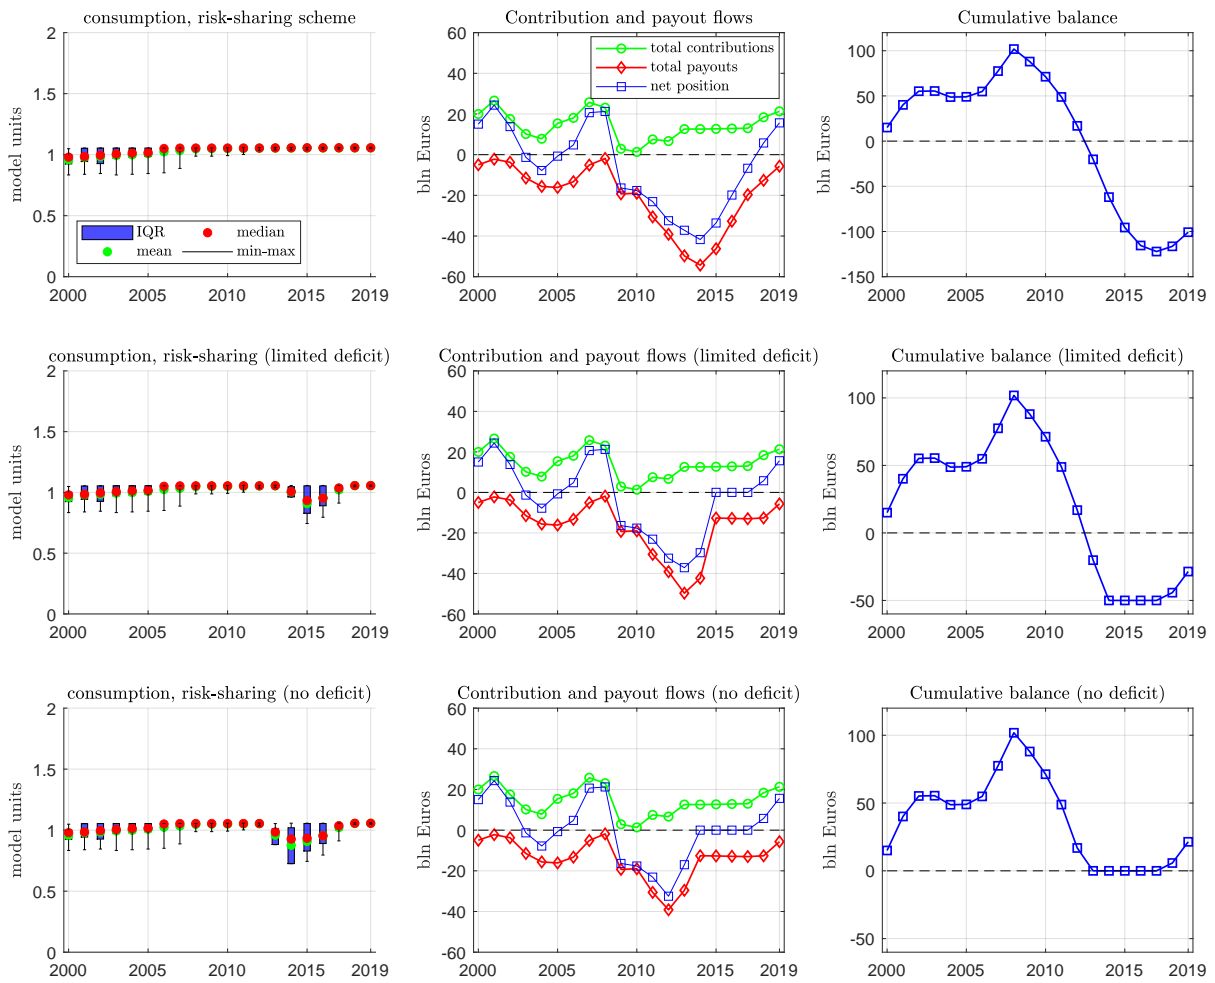 consumption, risk-sharing scheme
2
1.5
1
0.5
0
model units
IQR
median
mean
min-max
2000 2005 2010 2015 2019
Contribution and payout flows
60
40
20
0
-20
-40
-60
bln Euros
total contributions
total payouts
net position
2000 2005 2010 2015 2019
Cumulative balance
100
50
0
-50
-100
-150
bln Euros
2000 2005 2010 2015 2019
consumption, risk-sharing (limited deficit)
2
1.5
1
0.5
0
model units
2000 2005 2010 2015 2019
Contribution and payout flows (limited deficit)
60
40
20
0
-20
-40
-60
bln Euros
2000 2005 2010 2015 2019
Cumulative balance (limited deficit)
100
50
0
-50
bln Euros
2000 2005 2010 2015 2019
consumption, risk-sharing (no deficit)
2
1.5
1
0.5
0
model units
2000 2005 2010 2015 2019
Contribution and payout flows (no deficit)
60
40
20
0
-20
-40
-60
bln Euros
2000 2005 2010 2015 2019
Cumulative balance (no deficit)
100
50
0
-50
bln Euros
2000 2005 2010 2015 2019